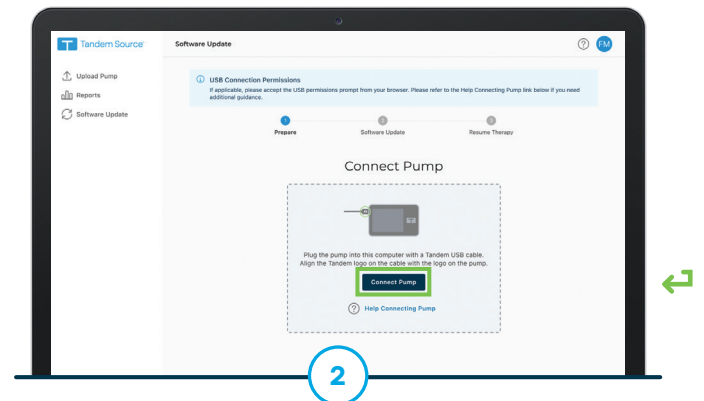 Tandem Source
Software Update
?
FM
Upload Pump
Reports
Software Update
USB Connection Permissions
If applicable, please accept the USB permissions prompt from your browser. Please refer to the Help Connecting Pump link below if you need
additional guidance.
1
2
3
Prepare
Software Update
Resume Therapy
Connect Pump
Plug the pump into this computer with a Tandem USB cable.
Align the Tandem logo on the cable with the logo on the pump.
Connect Pump
? Help Connecting Pump
2